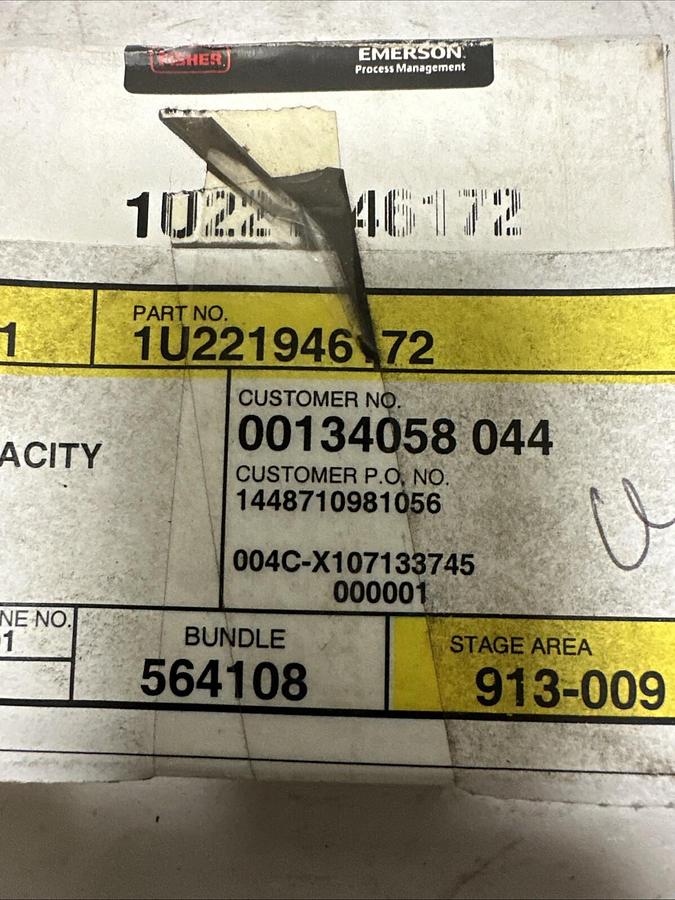 FISHER
EMERSON
Process Management
PART NO.
1U221946172
CUSTOMER NO.
00134058 044
ACITY
CUSTOMER P.O. NO.
1448710981056
004C-X107133745
000001
NE NO.
BUNDLE
STAGE AREA
564108
913-009